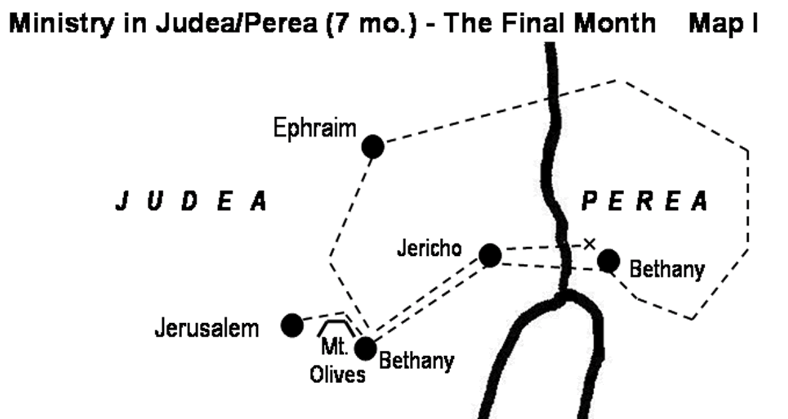 Ministry in Judea/Perea (7 mo.) - The Final Month Map I
Ephraim
J U D E A
P E R E A
Jericho
×
Bethany
Jerusalem
Mt.
Olives
Bethany